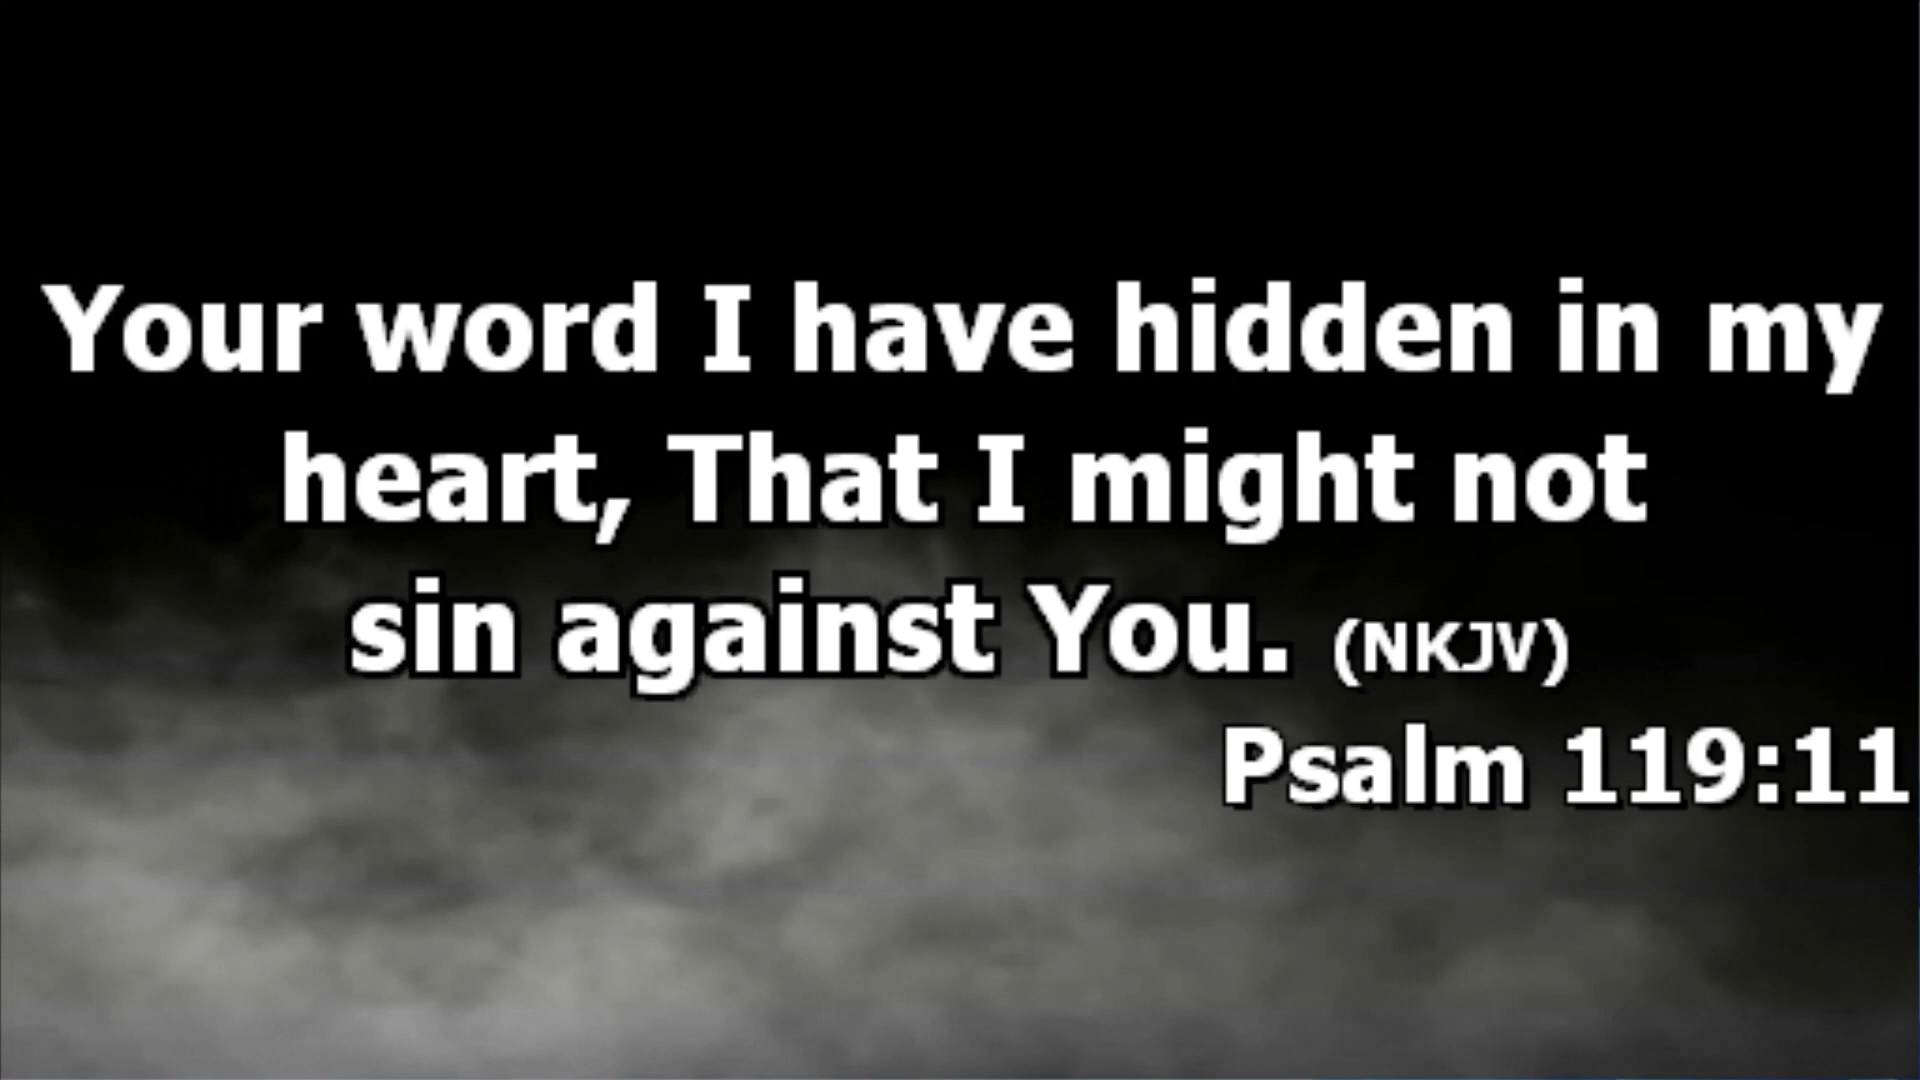 Your word I have hidden in my
heart, That I might not
sin against You. (NKJV)
Psalm 119:11